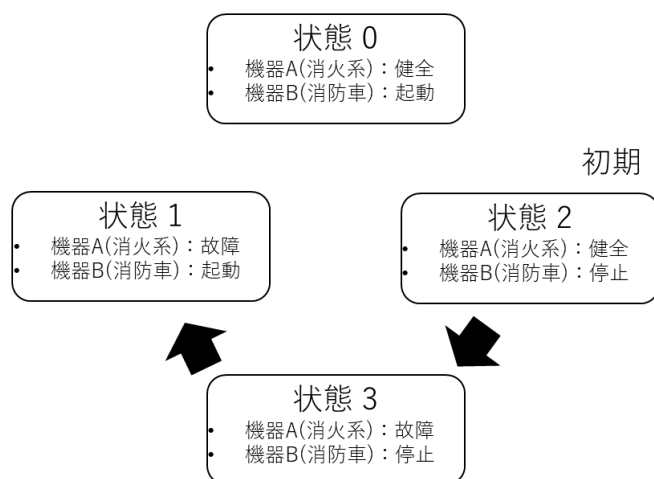 状態 0
• 機器A(消火系)：健全
• 機器B(消防車)：起動
初期
状態 1
• 機器A(消火系)：故障
• 機器B(消防車)：起動
状態 2
• 機器A(消火系)：健全
• 機器B(消防車)：停止
状態 3
• 機器A(消火系)：故障
• 機器B(消防車)：停止